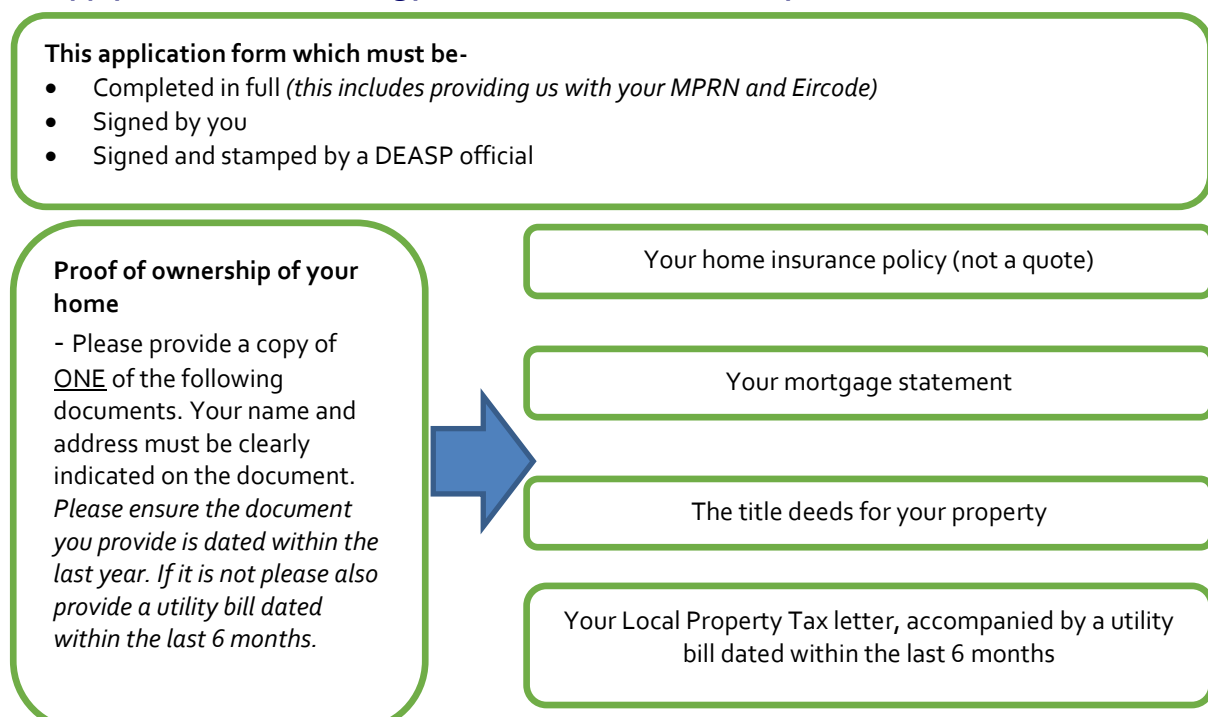 This application form which must be-
• Completed in full (this includes providing us with your MPRN and Eircode)
• Signed by you
• Signed and stamped by a DEASP official
Proof of ownership of your
home
- Please provide a copy of
ONE of the following
documents. Your name and
address must be clearly
indicated on the document.
Please ensure the document
you provide is dated within the
last year. If it is not please also
provide a utility bill dated
within the last 6 months.
Your home insurance policy (not a quote)
Your mortgage statement
The title deeds for your property
Your Local Property Tax letter, accompanied by a utility
bill dated within the last 6 months